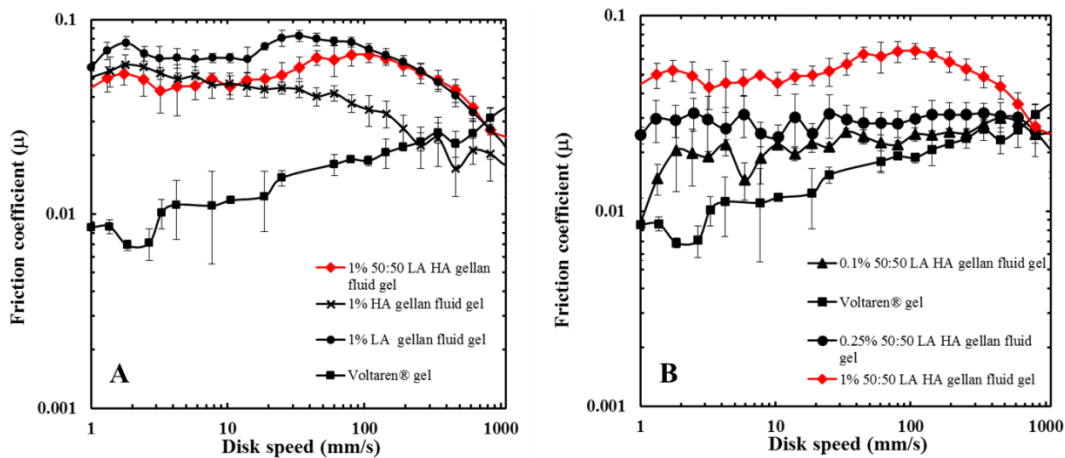 0.1
0.01
0.001
Friction coefficient (μ)
1% 50:50 LA HA gellan
fluid gel
1% HA gellan fluid gel
1% LA gellan fluid gel
Voltaren® gel
A
1
10
100
1000
Disk speed (mm/s)
0.1
0.01
0.001
Friction coefficient (μ)
0.1% 50:50 LA HA gellan fluid gel
Voltaren® gel
0.25% 50:50 LA HA gellan fluid
gel
1% 50:50 LA HA gellan fluid gel
B
1
10
100
1000
Disk speed (mm/s)